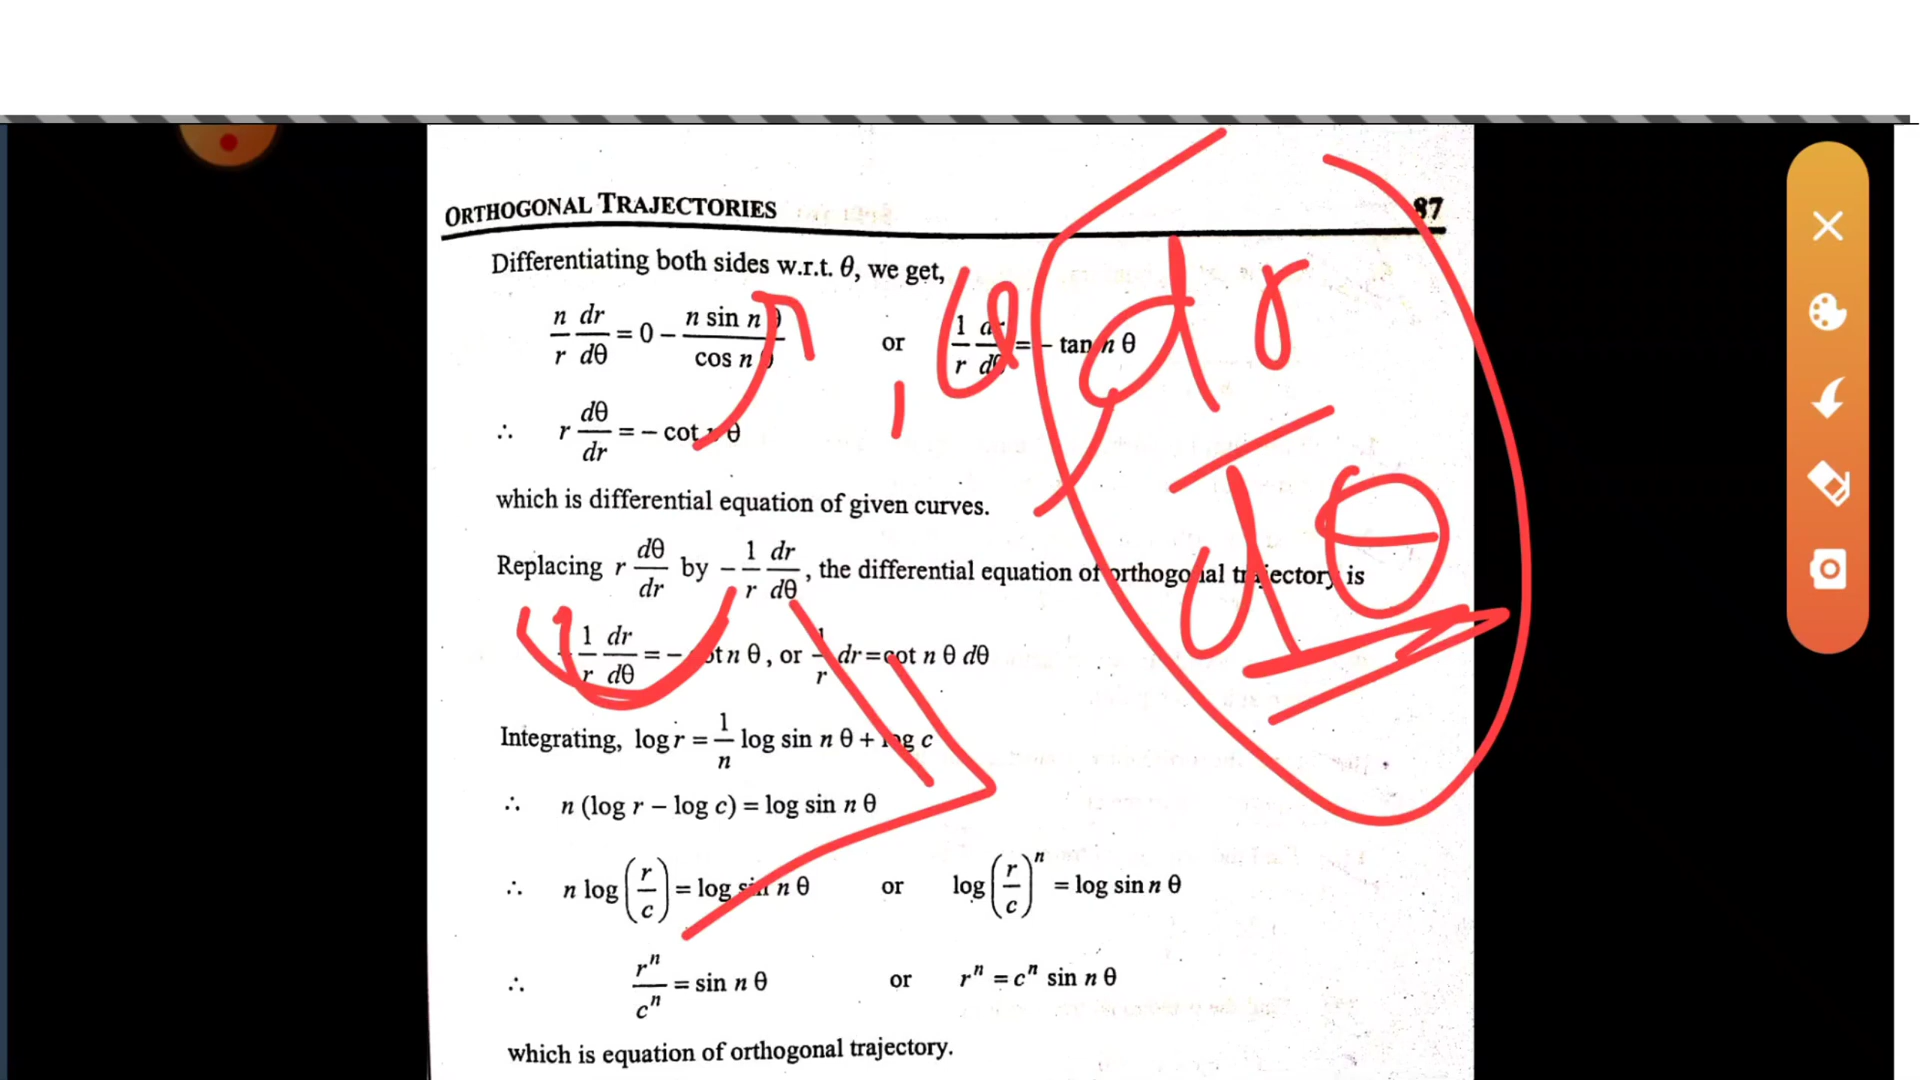 ORTHOGONAL TRAJECTORIES 87
Differentiating both sides w.r.t. θ, we get,
n/r dr/dθ = 0 − n sin n θ / cos n θ or 1/r dr/dθ = − tan n θ
∴ r dθ/dr = − cot n θ
which is differential equation of given curves.
Replacing r dθ/dr by − 1/r dr/dθ, the differential equation of orthogonal trajectory is
− 1/r dr/dθ = − cot n θ, or 1/r dr = cot n θ dθ
Integrating, log r = 1/n log sin n θ + log c
∴ n (log r − log c) = log sin n θ
∴ n log (r/c) = log sin n θ or log (r/c)ⁿ = log sin n θ
∴ rⁿ/cⁿ = sin n θ or rⁿ = cⁿ sin n θ
which is equation of orthogonal trajectory.
dr
dθ